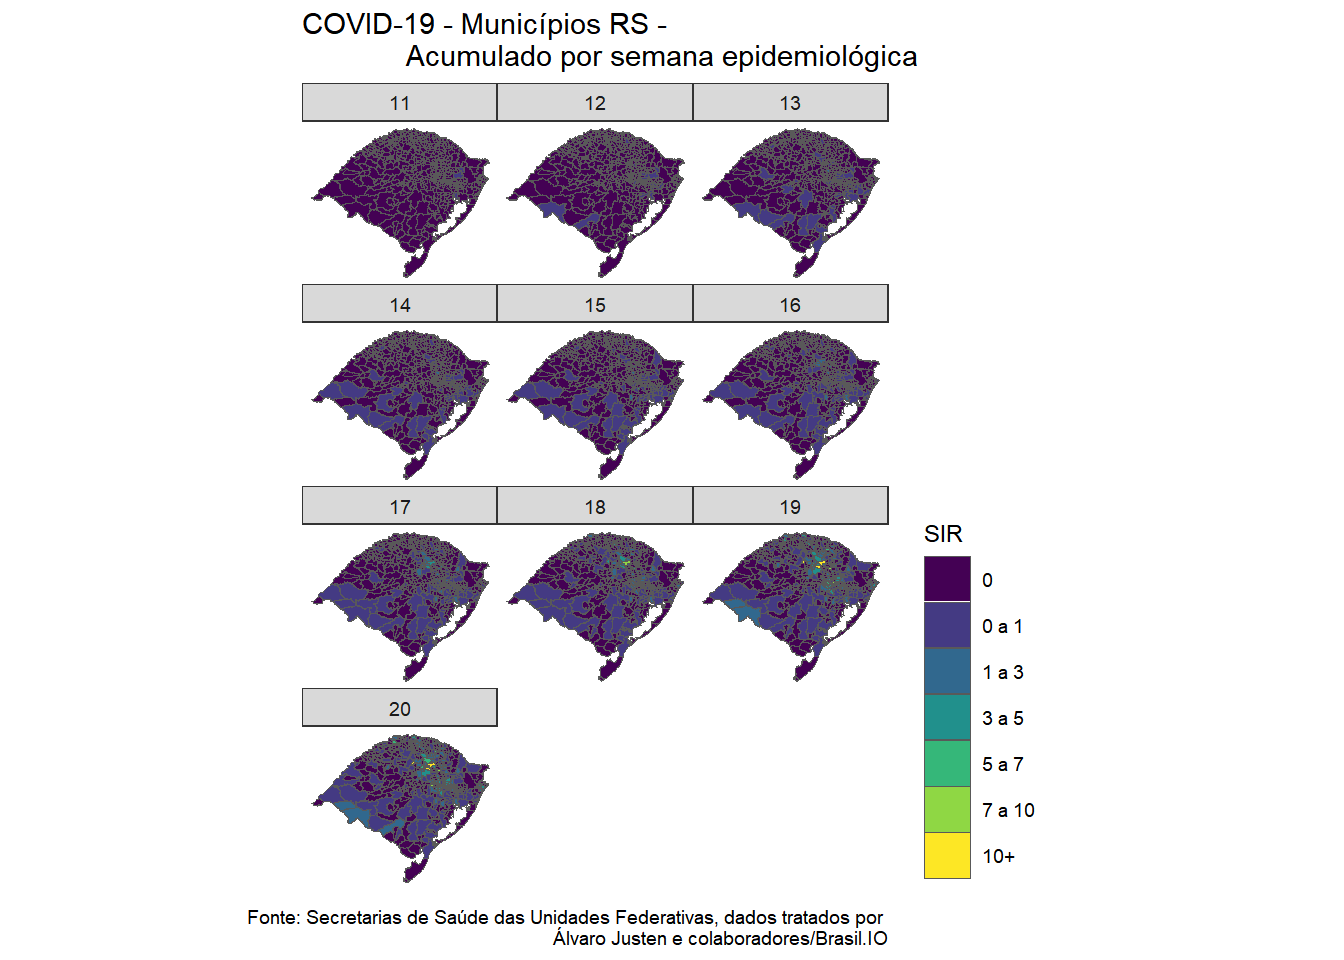 COVID-19 - Municípios RS -
Acumulado por semana epidemiológica
11
12
13
14
15
16
17
18
19
20
SIR
0
0 a 1
1 a 3
3 a 5
5 a 7
7 a 10
10+
Fonte: Secretarias de Saúde das Unidades Federativas, dados tratados por
Álvaro Justen e colaboradores/Brasil.IO